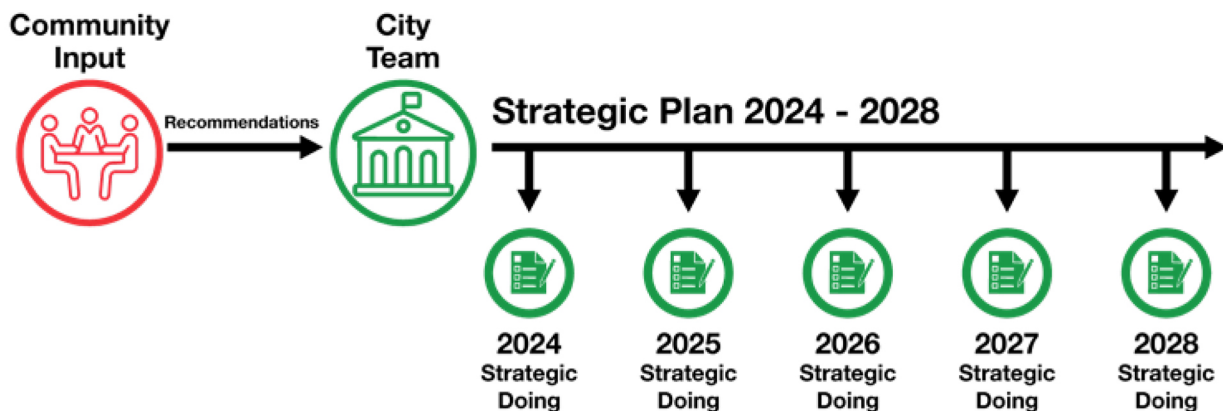 Community
Input
Recommendations
City
Team
Strategic Plan 2024 - 2028
2024
Strategic
Doing
2025
Strategic
Doing
2026
Strategic
Doing
2027
Strategic
Doing
2028
Strategic
Doing